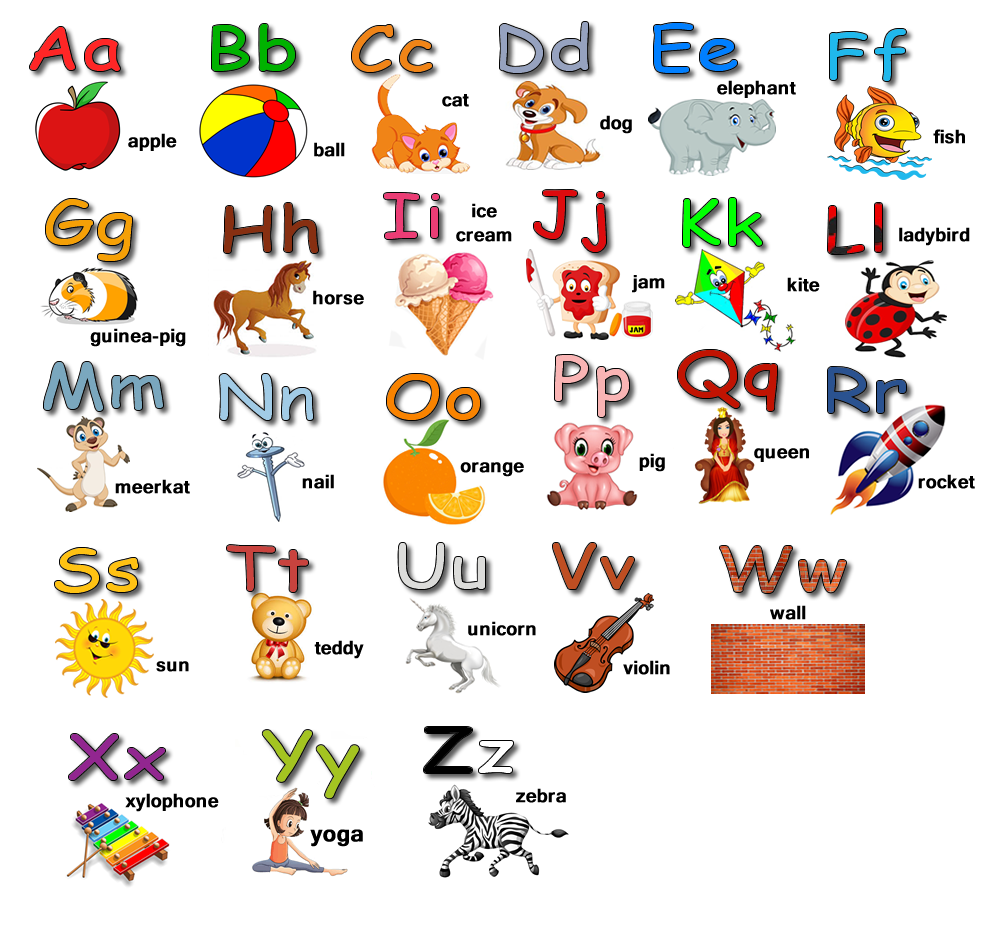 Aa
apple
Bb
ball
Cc
cat
Dd
dog
Ee
elephant
Ff
fish
Gg
guinea-pig
Hh
horse
Ii
ice
cream
Jj
jam
JAM
Kk
kite
Ll
ladybird
Mm
meerkat
Nn
nail
Oo
orange
Pp
pig
Qq
queen
Rr
rocket
Ss
sun
Tt
teddy
Uu
unicorn
Vv
violin
Ww
wall
Xx
xylophone
Yy
yoga
Zz
zebra